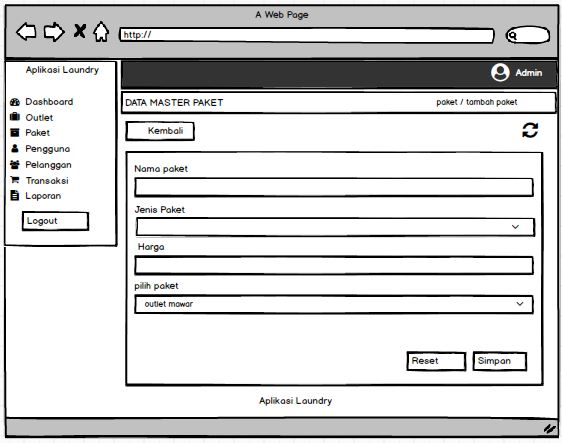 A Web Page
http://
Aplikasi Laundry
Admin
Dashboard
Outlet
Paket
Pengguna
Pelanggan
Transaksi
Laporan
Logout
DATA MASTER PAKET
paket / tambah paket
Kembali
Nama paket
Jenis Paket
Harga
pilih paket
outlet mawar
Reset
Simpan
Aplikasi Laundry